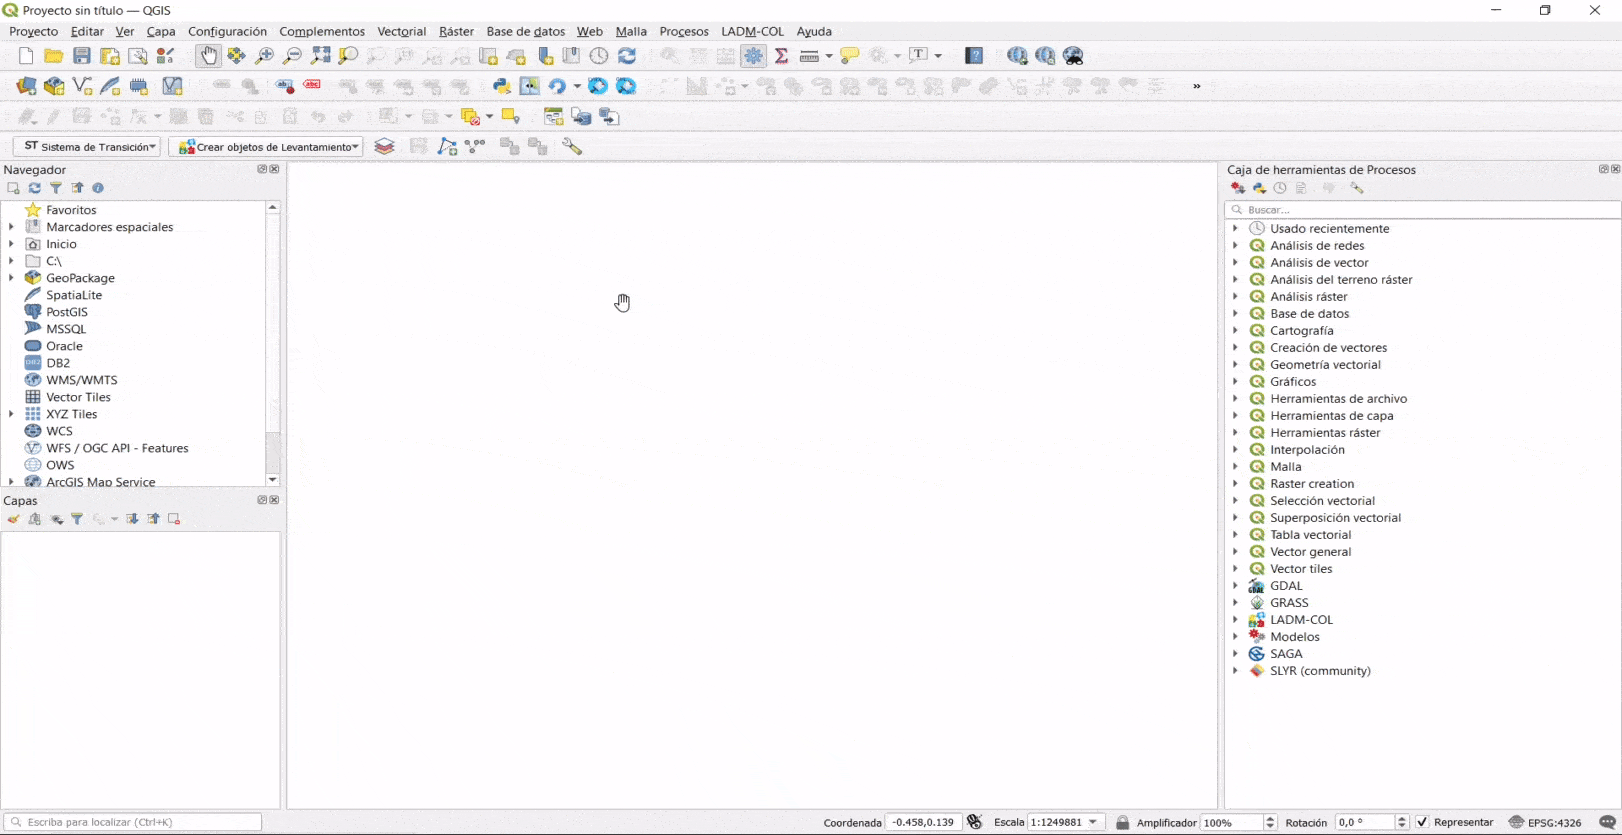 Proyecto sin título — QGIS
Proyecto Editar Ver Capa Configuración Complementos Vectorial Ráster Base de datos Web Malla Procesos LADM-COL Ayuda
abc
»
ST Sistema de Transición Crear objetos de Levantamiento
Navegador
Favoritos
Marcadores espaciales
Inicio
C:\
GeoPackage
SpatiaLite
PostGIS
MSSQL
Oracle
DB2
WMS/WMTS
Vector Tiles
XYZ Tiles
WCS
WFS / OGC API - Features
OWS
ArcGIS Map Service
Capas
Caja de herramientas de Procesos
Buscar...
Usado recientemente
Análisis de redes
Análisis de vector
Análisis del terreno ráster
Análisis ráster
Base de datos
Cartografía
Creación de vectores
Geometría vectorial
Gráficos
Herramientas de archivo
Herramientas de capa
Herramientas ráster
Interpolación
Malla
Raster creation
Selección vectorial
Superposición vectorial
Tabla vectorial
Vector general
Vector tiles
GDAL
GRASS
LADM-COL
Modelos
SAGA
SLYR (community)
Escriba para localizar (Ctrl+K) Coordenada -0.458,0.139 Escala 1:1249881 Amplificador 100% Rotación 0,0 ° Representar EPSG:4326